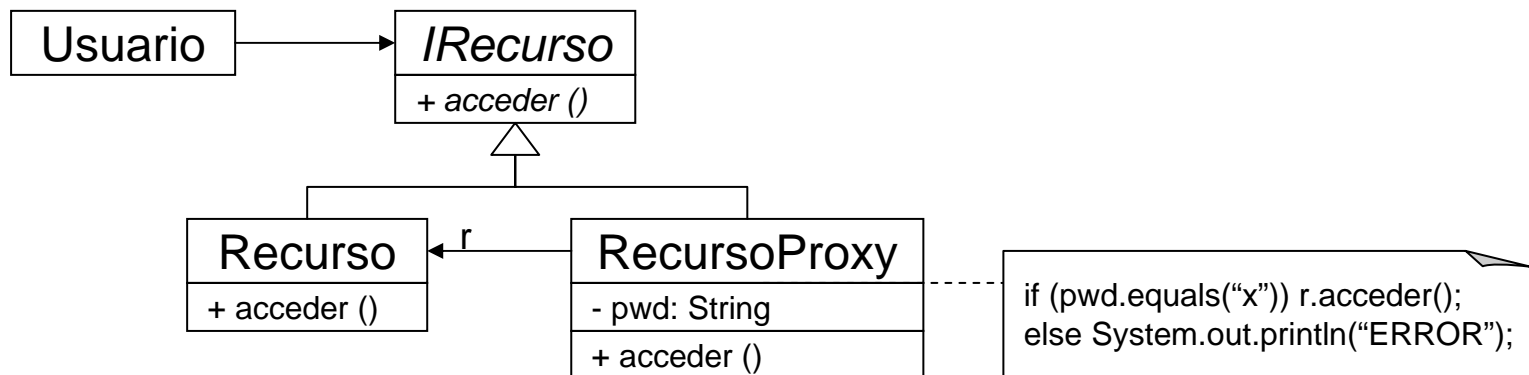 Usuario
IRecurso
+ acceder ()
Recurso
+ acceder ()
r
RecursoProxy
- pwd: String
+ acceder ()
if (pwd.equals(“x”)) r.acceder();
else System.out.println(“ERROR”);